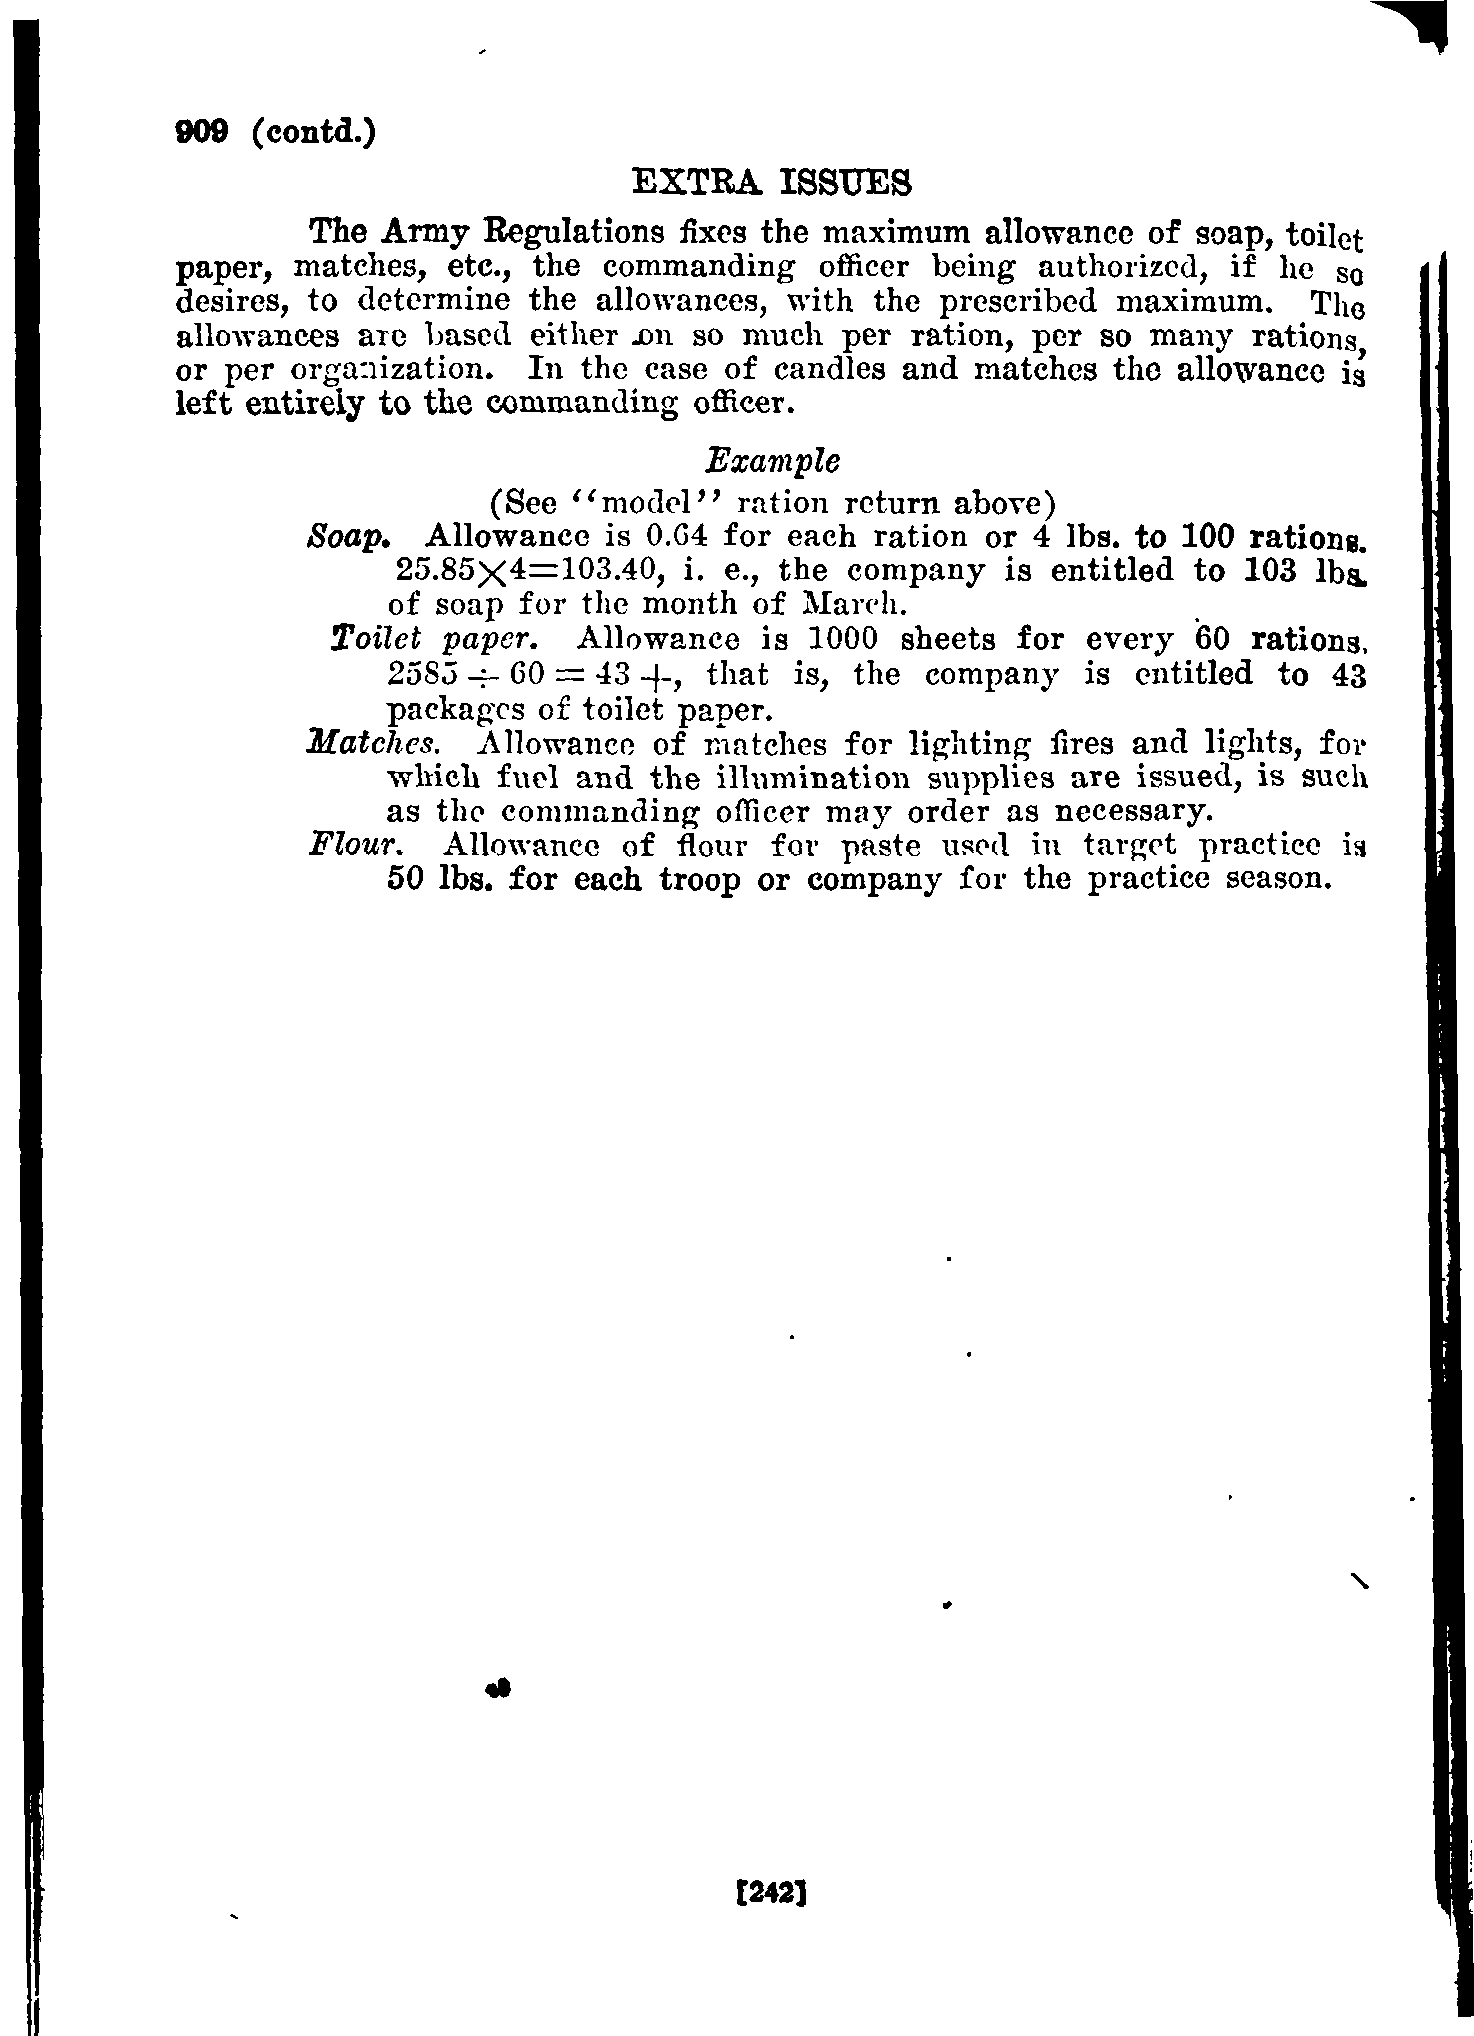 909 (contd.)
EXTRA ISSUES
The Army Regulations fixes the maximum allowance of soap, toilet
paper, matches, etc., the commanding officer being authorized, if he so
desires, to determine the allowances, with the prescribed maximum. The
allowances are based either on so much per ration, per so many rations,
or per organization. In the case of candles and matches the allowance is
left entirely to the commanding officer.
Example
(See ‘‘model’’ ration return above)
Soap. Allowance is 0.64 for each ration or 4 lbs. to 100 rations.
25.85×4=103.40, i. e., the company is entitled to 103 lbs.
of soap for the month of March.
Toilet paper. Allowance is 1000 sheets for every 60 rations.
2585 ÷ 60 = 43 +, that is, the company is entitled to 43
packages of toilet paper.
Matches. Allowance of matches for lighting fires and lights, for
which fuel and the illumination supplies are issued, is such
as the commanding officer may order as necessary.
Flour. Allowance of flour for paste used in target practice is
50 lbs. for each troop or company for the practice season.
[242]